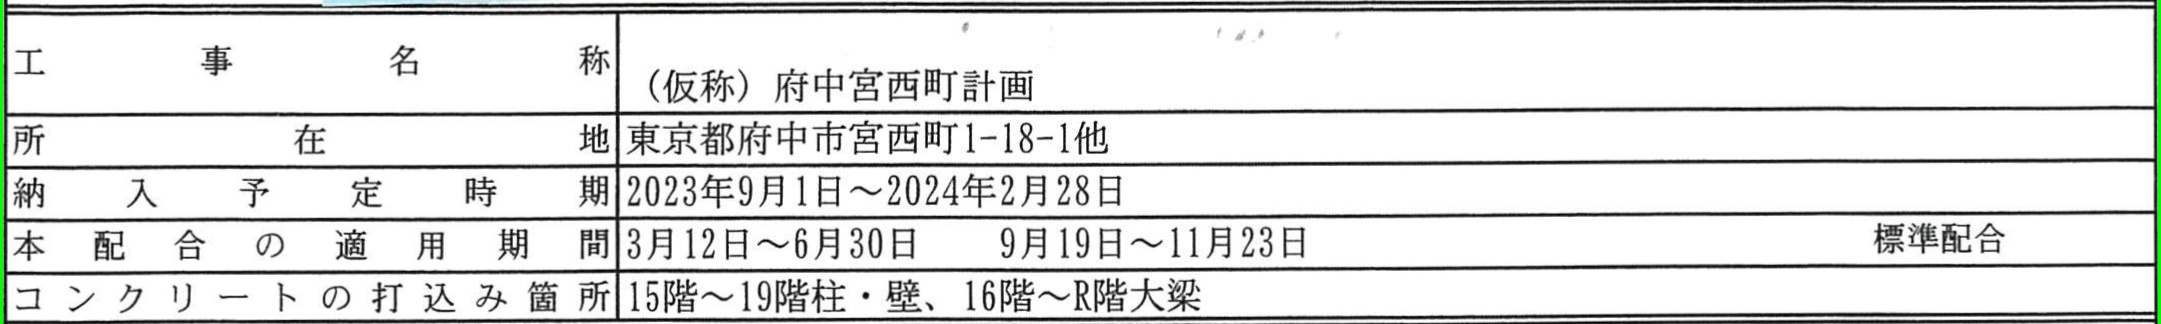 工事名称 (仮称) 府中宮西町計画
所在地 東京都府中市宮西町1-18-1他
納入予定時期 2023年9月1日～2024年2月28日
本配合の適用期間 3月12日～6月30日 9月19日～11月23日 標準配合
コンクリートの打込み箇所 15階～19階柱・壁、16階～R階大梁